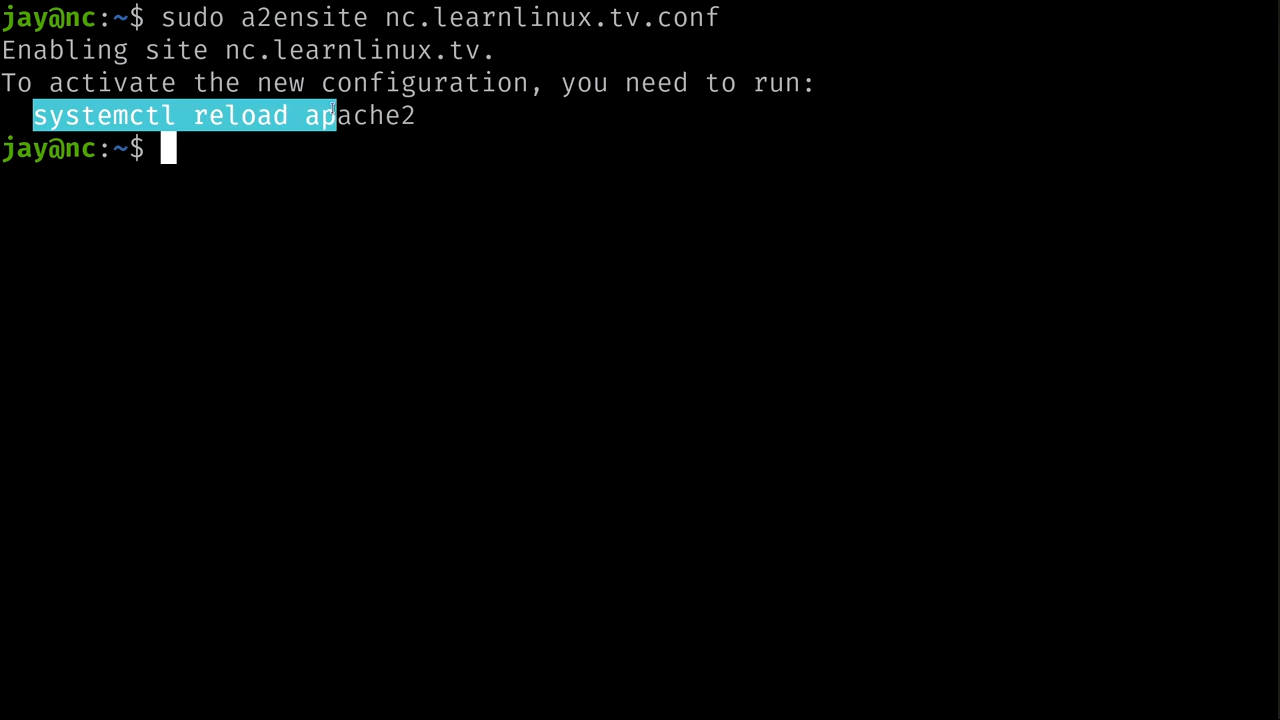 jay@nc:~$ sudo a2ensite nc.learnlinux.tv.conf
Enabling site nc.learnlinux.tv.
To activate the new configuration, you need to run:
  systemctl reload apache2
jay@nc:~$